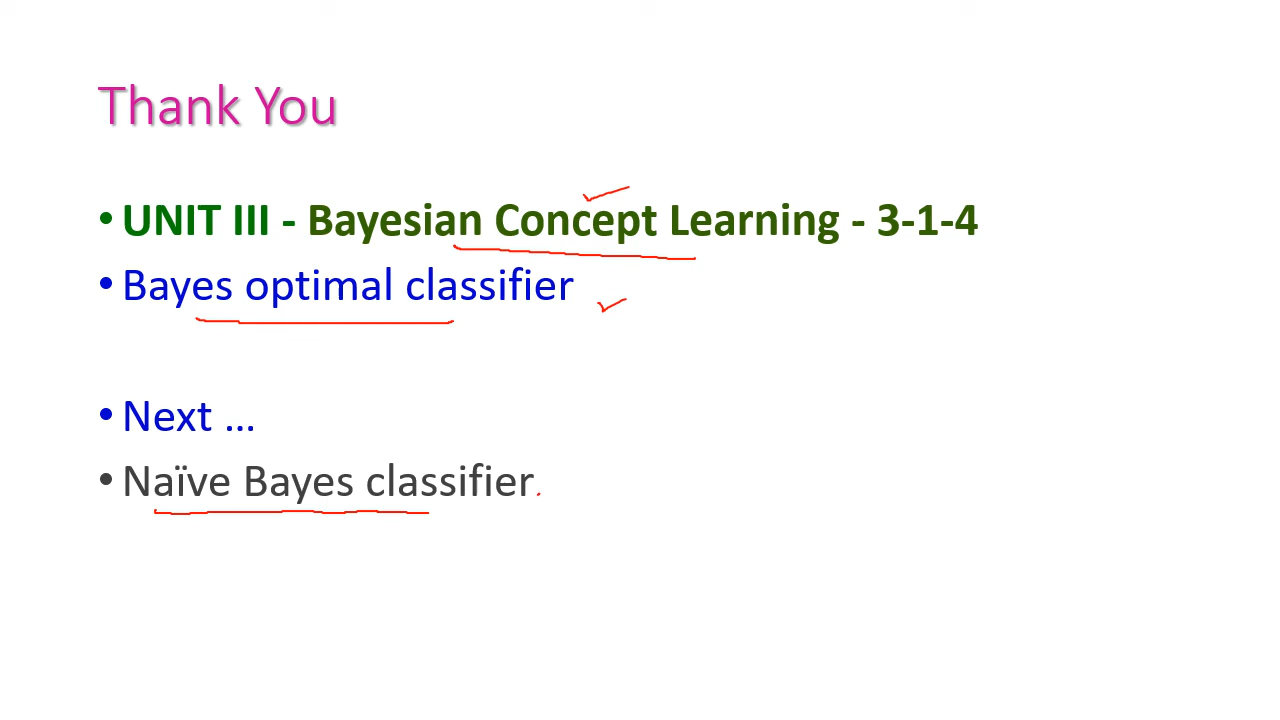 Thank You
• UNIT III - Bayesian Concept Learning - 3-1-4
• Bayes optimal classifier
• Next ...
• Naïve Bayes classifier